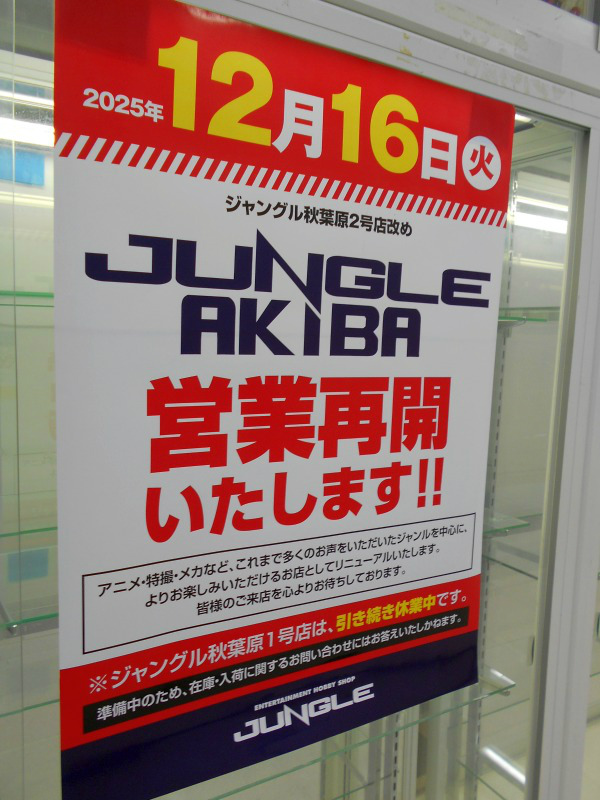 2025年12月16日火
ジャングル秋葉原2号店改め
JUNGLE
AKIBA
営業再開
いたします!!
アニメ・特撮・メカなど、これまで多くのお声をいただいたジャンルを中心に、
よりお楽しみいただけるお店としてリニューアルいたします。
皆様のご来店を心よりお待ちしております。
※ジャングル秋葉原1号店は、引き続き休業中です。
準備中のため、在庫・入荷に関するお問い合わせにはお答えいたしかねます。
ENTERTAINMENT HOBBY SHOP
JUNGLE